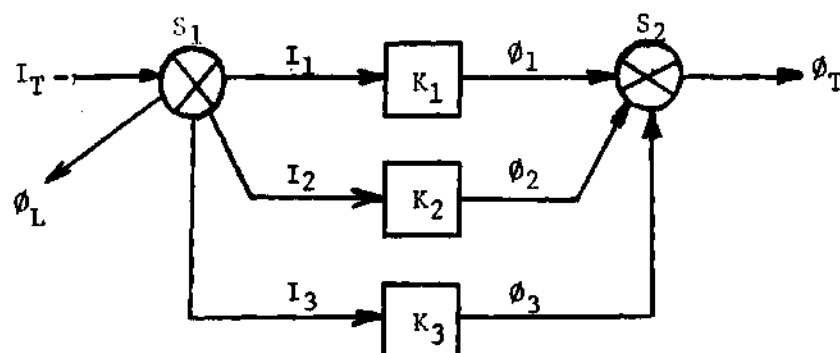 S1 S2
IT I1 K1 Ø1 ØT
I2 K2 Ø2
ØL
I3 K3 Ø3